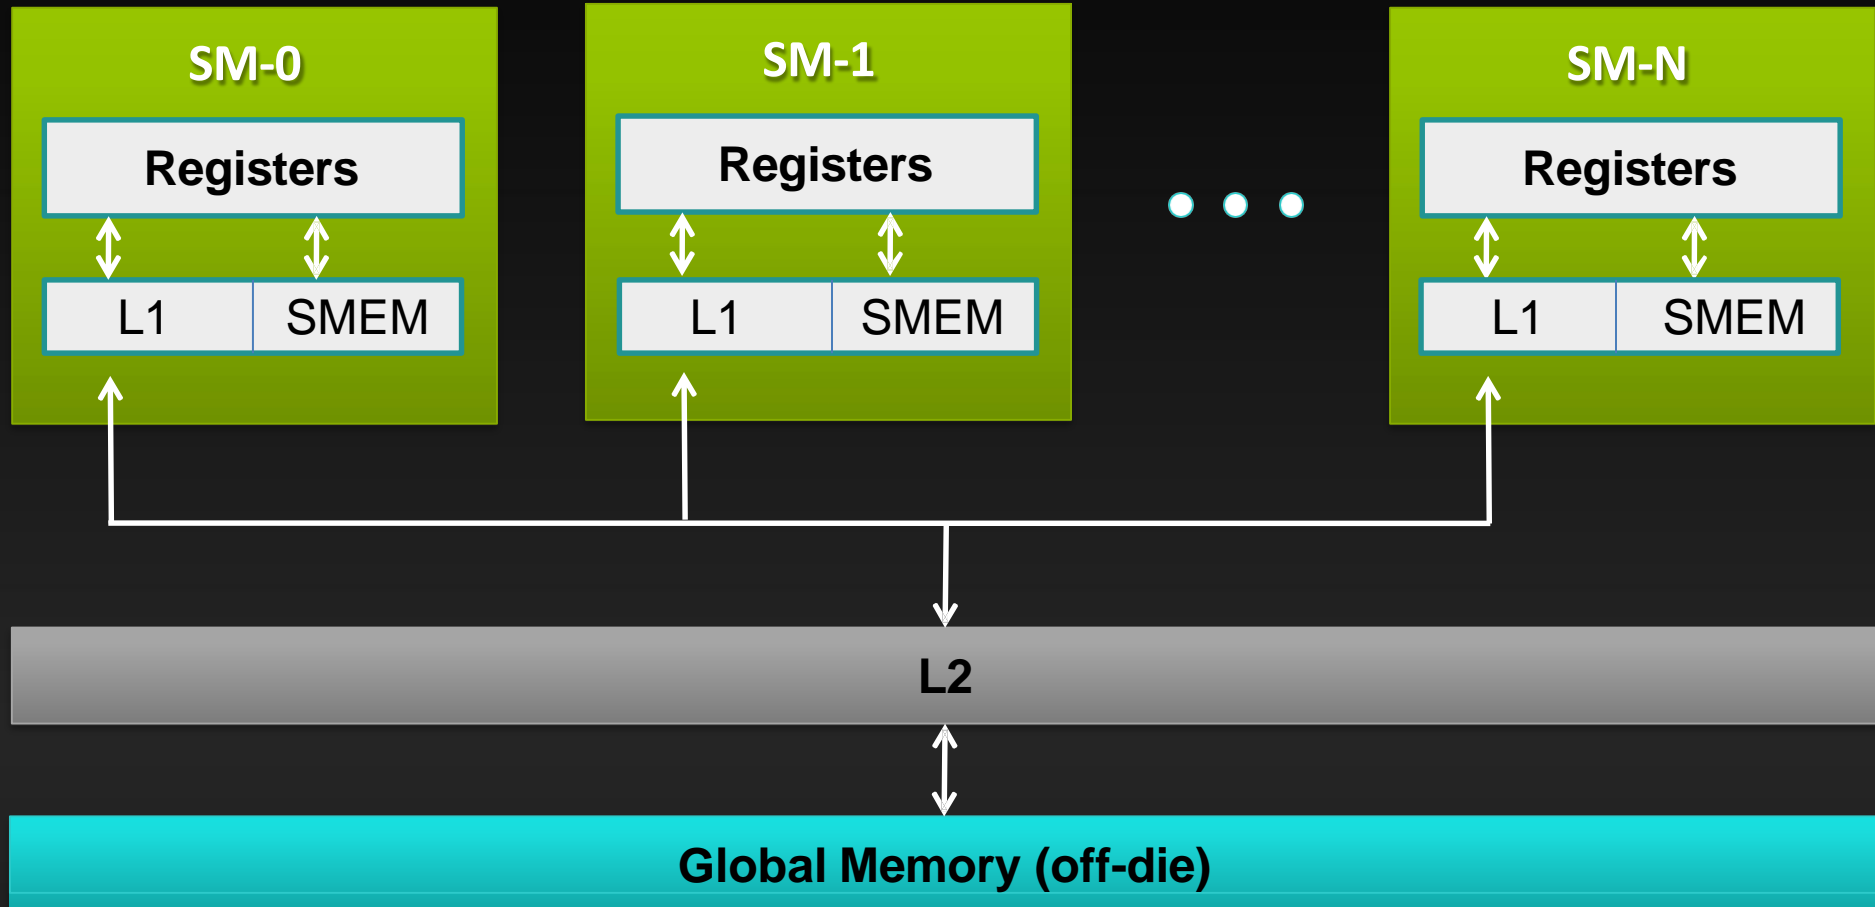 SM-0
SM-1
SM-N
Registers
Registers
Registers
L1 SMEM
L1 SMEM
L1 SMEM
L2
Global Memory (off-die)